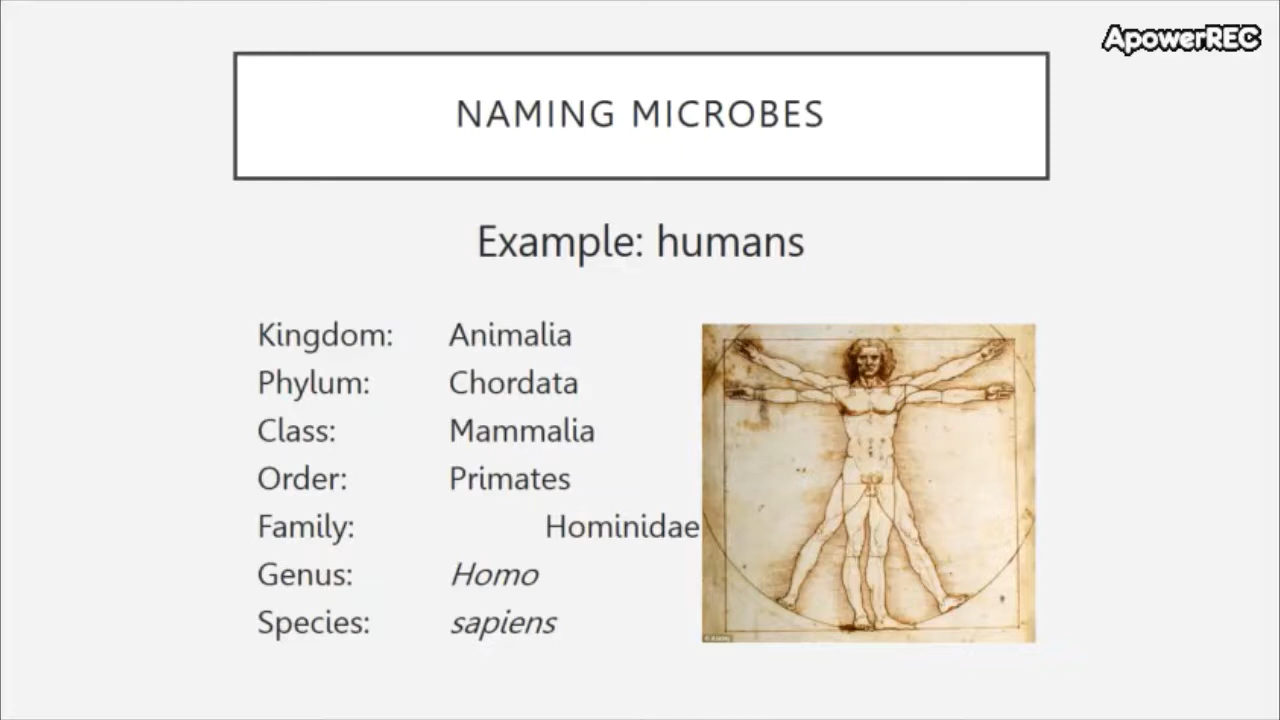 ApowerREC
NAMING MICROBES
Example: humans
Kingdom: Animalia
Phylum: Chordata
Class: Mammalia
Order: Primates
Family: Hominidae
Genus: Homo
Species: sapiens